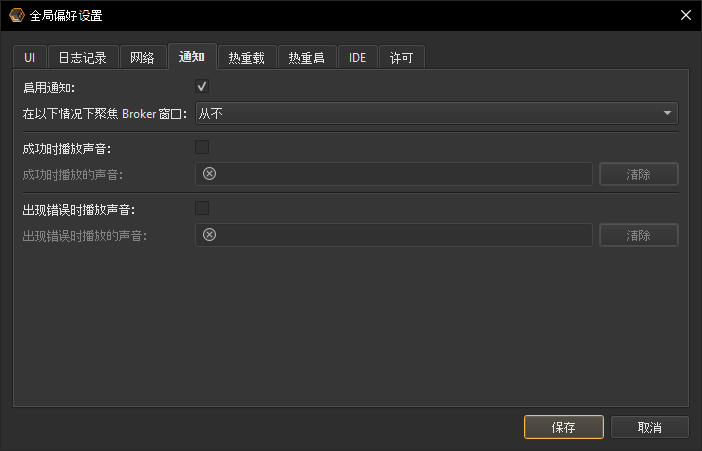 全局偏好设置
UI 日志记录 网络 通知 热重载 热重启 IDE 许可
启用通知:
在以下情况下聚焦 Broker 窗口: 从不
成功时播放声音:
成功时播放的声音: 清除
出现错误时播放声音:
出现错误时播放的声音: 清除
保存 取消